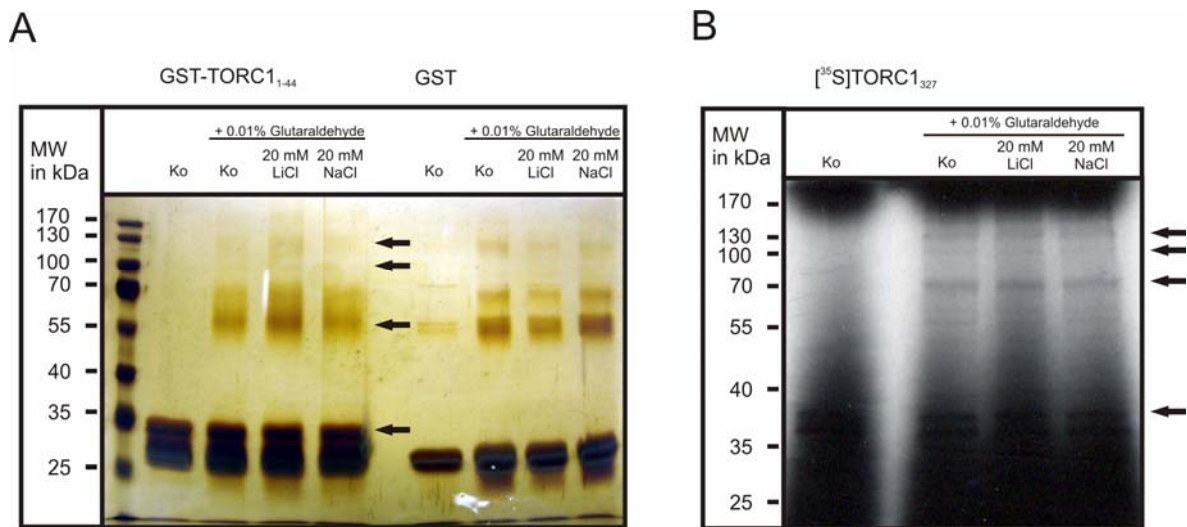 A
GST-TORC1₁₋₄₄ GST
MW
in kDa
+ 0.01% Glutaraldehyde + 0.01% Glutaraldehyde
Ko Ko 20 mM LiCl 20 mM NaCl Ko Ko 20 mM LiCl 20 mM NaCl
170
130
100
70
55
40
35
25
B
[³⁵S]TORC1₃₂₇
MW
in kDa
+ 0.01% Glutaraldehyde
Ko Ko 20 mM LiCl 20 mM NaCl
170
130
100
70
55
40
35
25